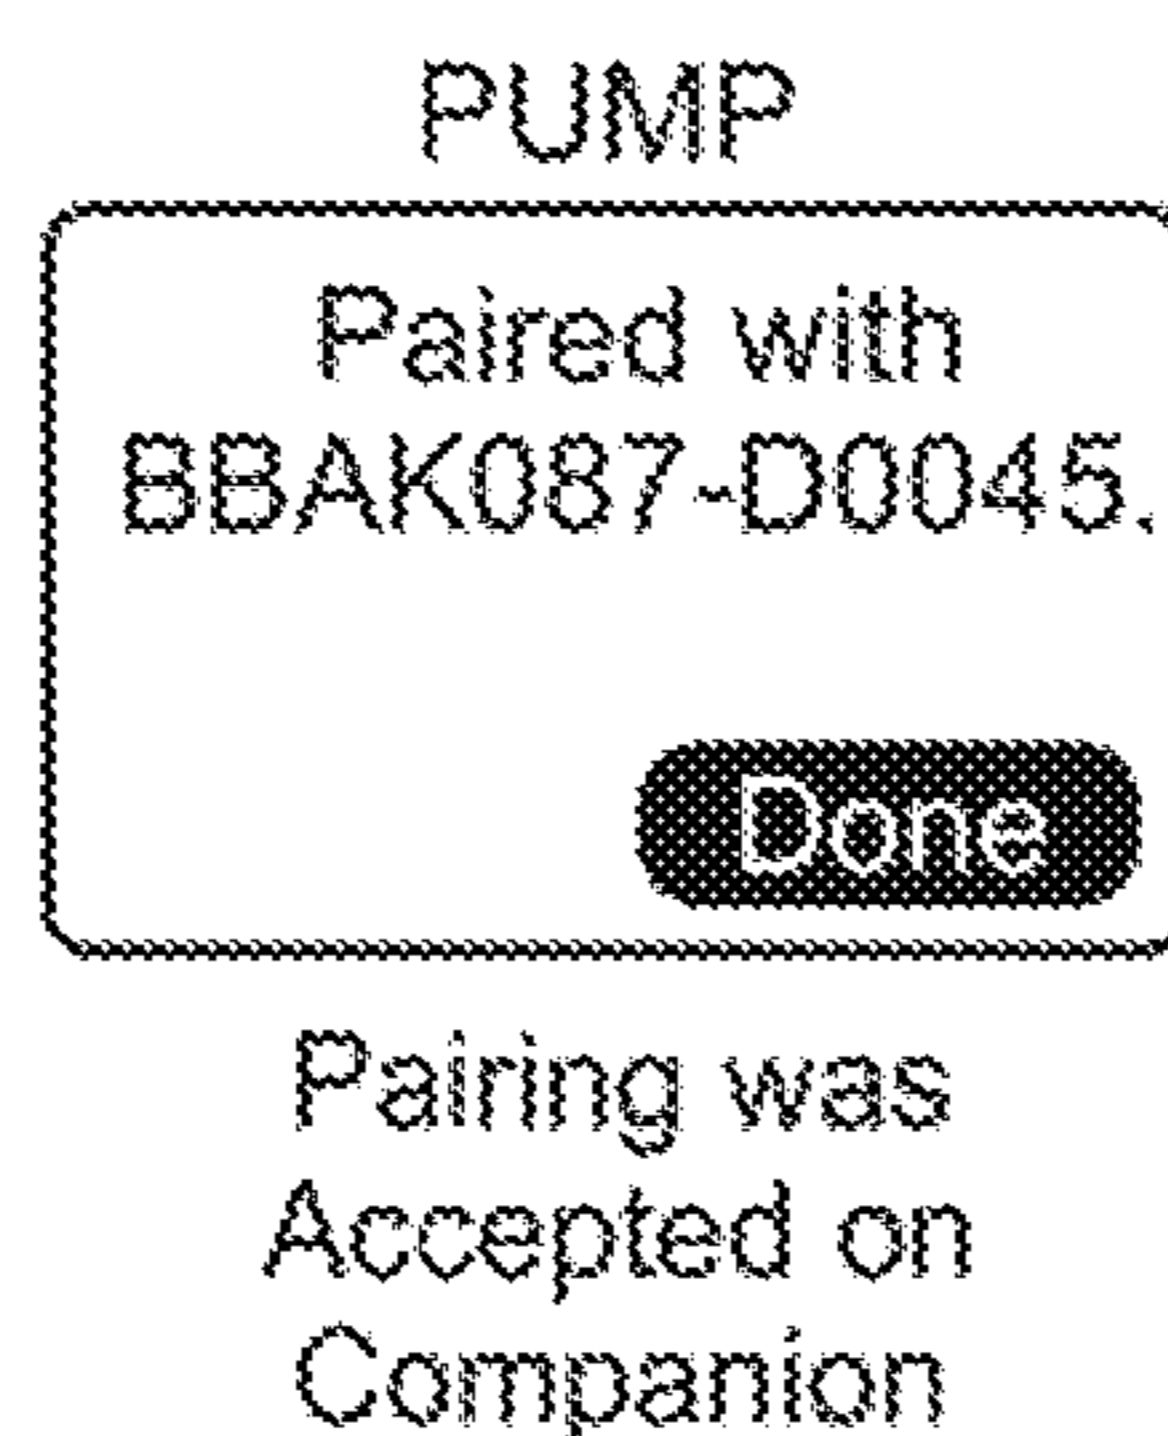 PUMP
Paired with
BBAK087-D0045.
Done
Pairing was
Accepted on
Companion